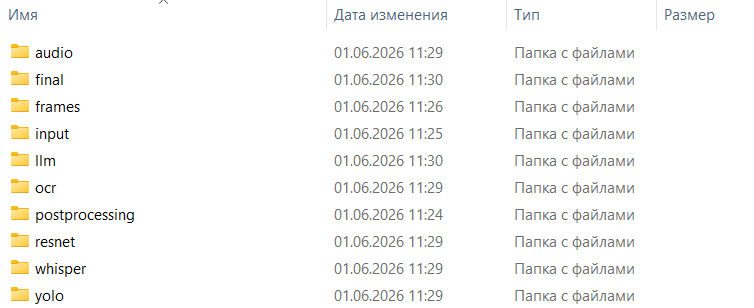 Имя Дата изменения Тип Размер
audio 01.06.2026 11:29 Папка с файлами
final 01.06.2026 11:30 Папка с файлами
frames 01.06.2026 11:26 Папка с файлами
input 01.06.2026 11:25 Папка с файлами
llm 01.06.2026 11:30 Папка с файлами
ocr 01.06.2026 11:29 Папка с файлами
postprocessing 01.06.2026 11:24 Папка с файлами
resnet 01.06.2026 11:29 Папка с файлами
whisper 01.06.2026 11:29 Папка с файлами
yolo 01.06.2026 11:29 Папка с файлами